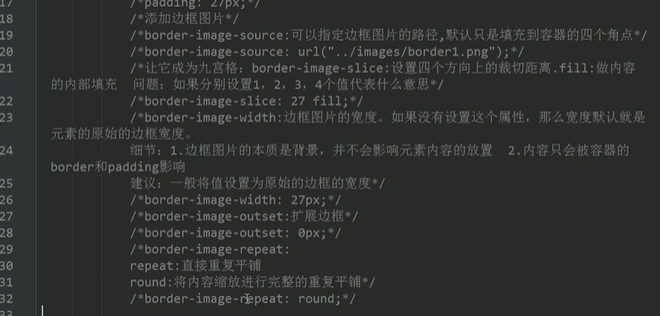 17 /*padding: 27px;*/
18 /*添加边框图片*/
19 /*border-image-source:可以指定边框图片的路径,默认只是填充到容器的四个角点*/
20 /*border-image-source: url("../images/border1.png");*/
21 /*让它成为九宫格：border-image-slice:设置四个方向上的裁切距离.fill:做内容
的内部填充  问题：如果分别设置1，2，3，4个值代表什么意思*/
22 /*border-image-slice: 27 fill;*/
23 /*border-image-width:边框图片的宽度。如果没有设置这个属性，那么宽度默认就是
元素的原始的边框宽度。
24 细节：1.边框图片的本质是背景，并不会影响元素内容的放置  2.内容只会被容器的
border和padding影响
25 建议：一般将值设置为原始的边框的宽度*/
26 /*border-image-width: 27px;*/
27 /*border-image-outset:扩展边框*/
28 /*border-image-outset: 0px;*/
29 /*border-image-repeat:
30 repeat:直接重复平铺
31 round:将内容缩放进行完整的重复平铺*/
32 /*border-image-repeat: round;*/
33